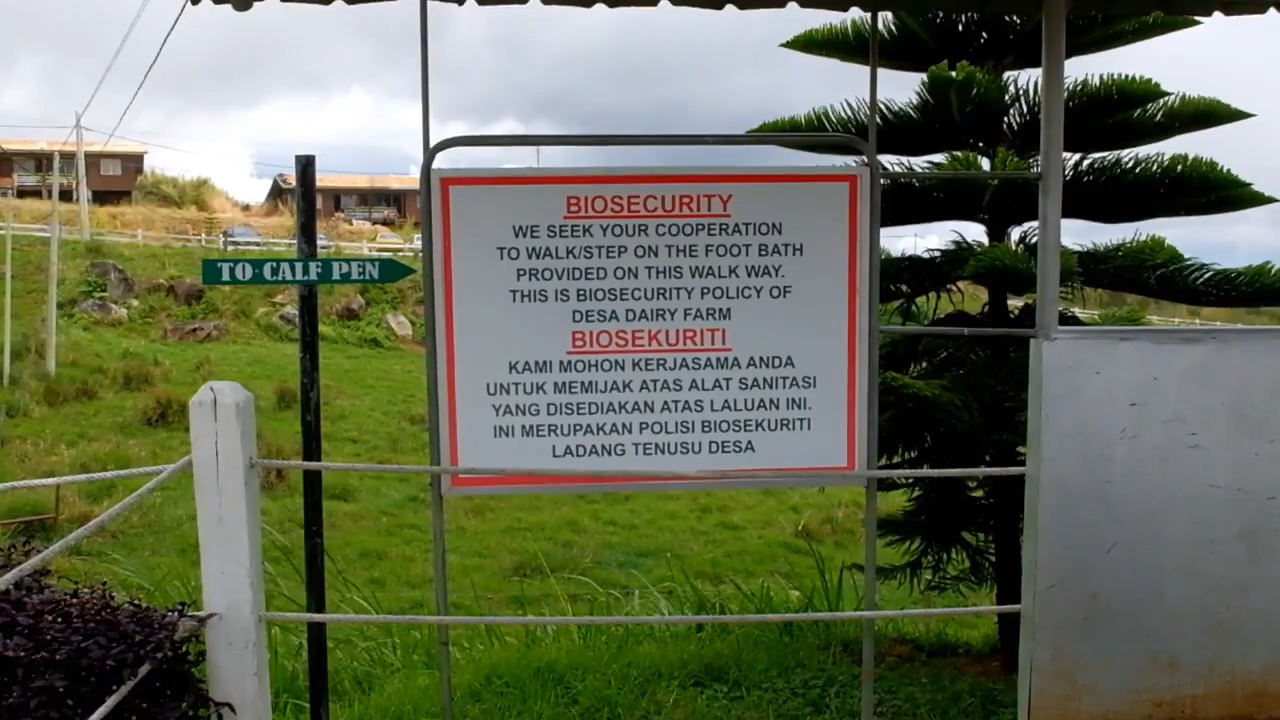 BIOSECURITY
WE SEEK YOUR COOPERATION
TO WALK/STEP ON THE FOOT BATH
PROVIDED ON THIS WALK WAY.
THIS IS BIOSECURITY POLICY OF
DESA DAIRY FARM
BIOSEKURITI
KAMI MOHON KERJASAMA ANDA
UNTUK MEMIJAK ATAS ALAT SANITASI
YANG DISEDIAKAN ATAS LALUAN INI.
INI MERUPAKAN POLISI BIOSEKURITI
LADANG TENUSU DESA
TO CALF PEN